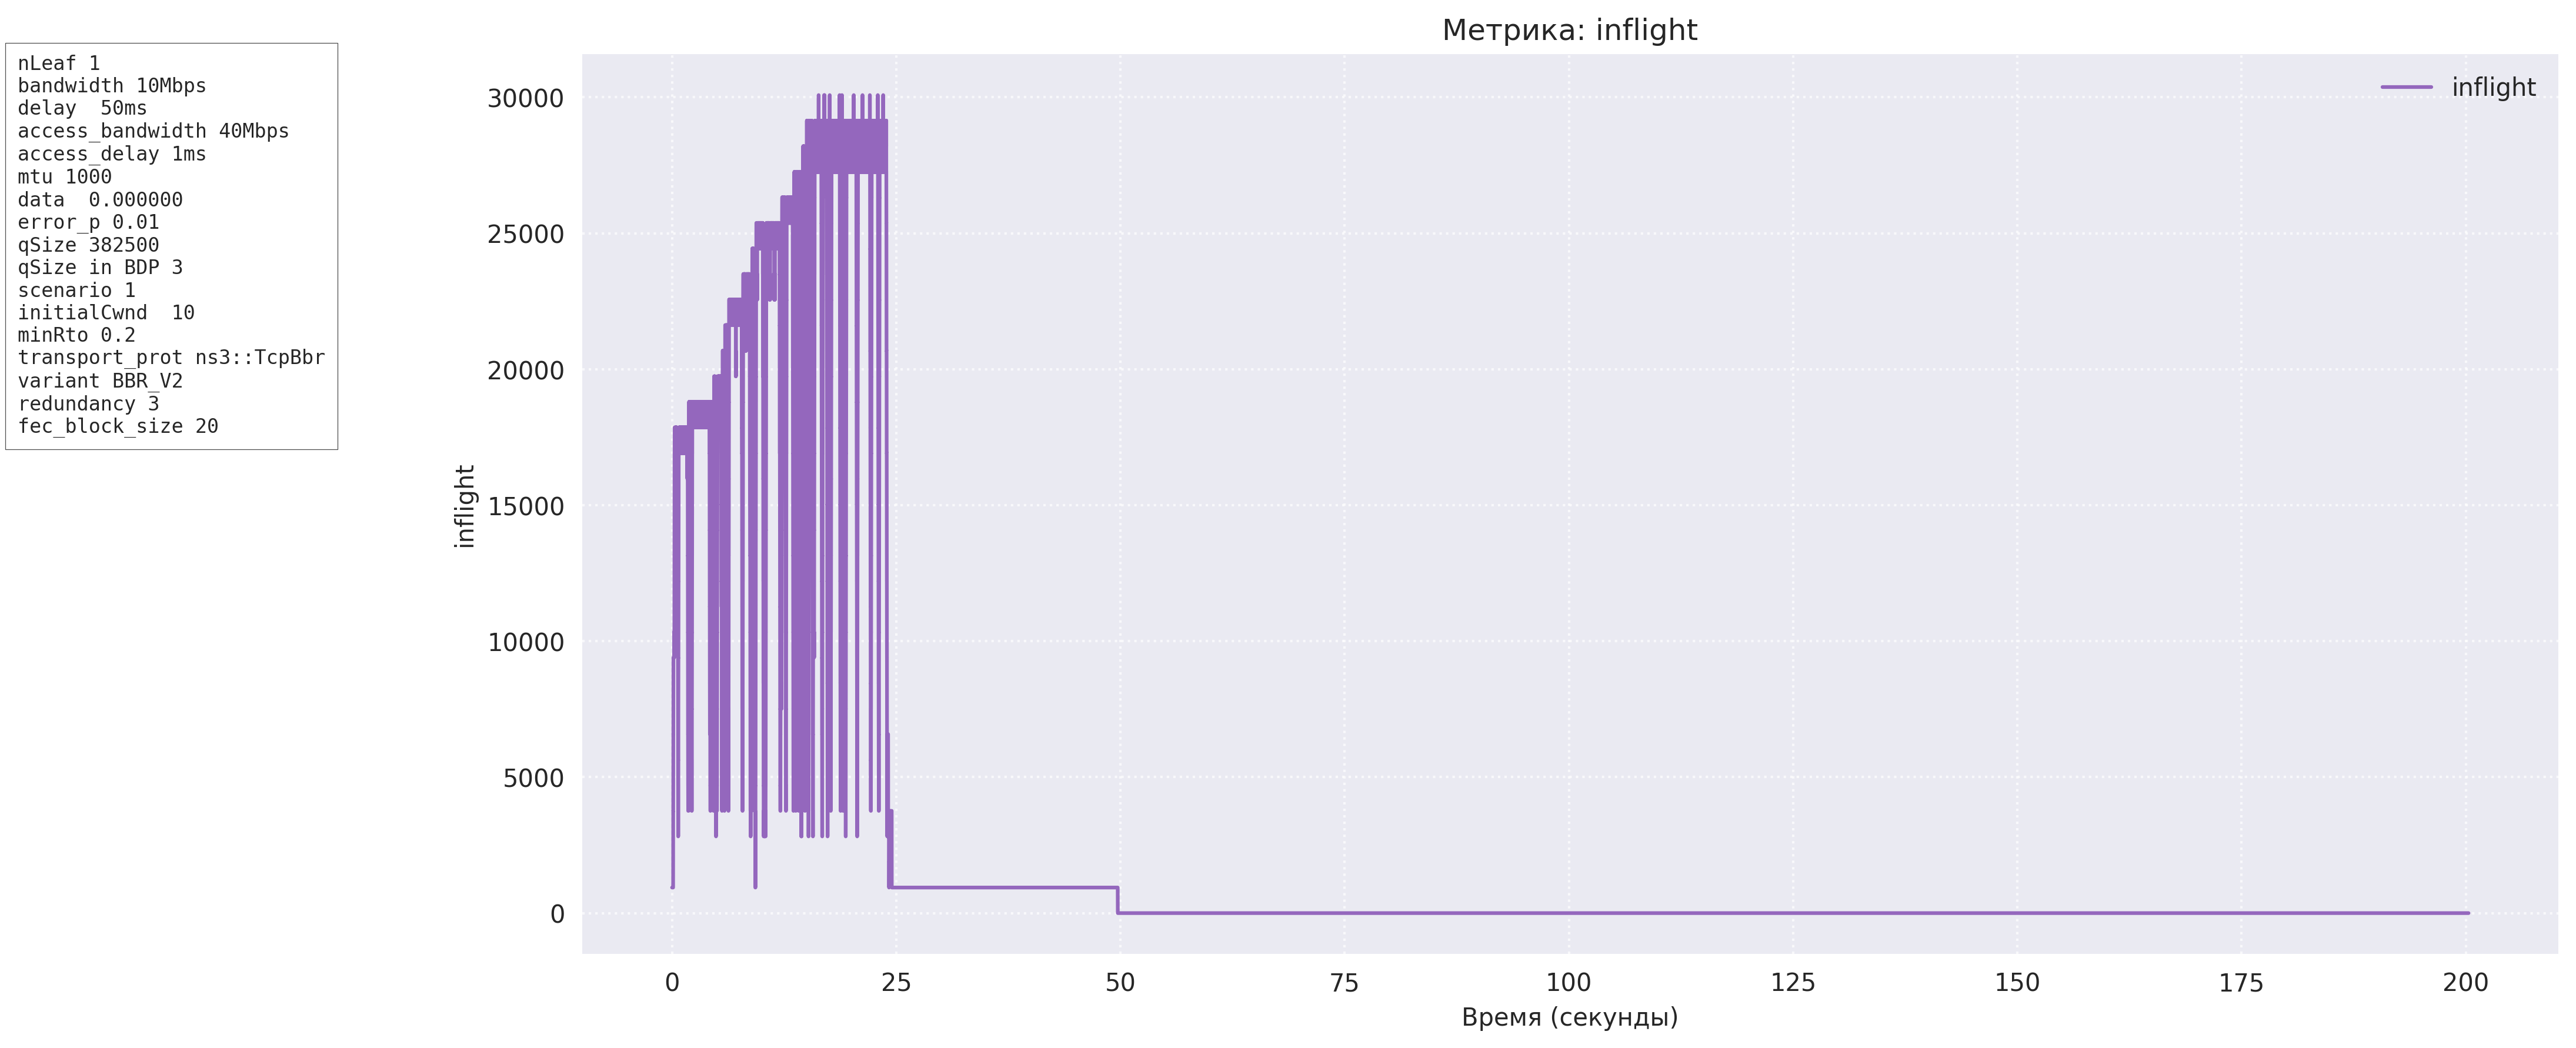 Метрика: inflight
nLeaf 1
bandwidth 10Mbps
delay  50ms
access_bandwidth 40Mbps
access_delay 1ms
mtu 1000
data  0.000000
error_p 0.01
qSize 382500
qSize in BDP 3
scenario 1
initialCwnd  10
minRto 0.2
transport_prot ns3::TcpBbr
variant BBR_V2
redundancy 3
fec_block_size 20
inflight
30000
25000
20000
15000
10000
5000
0
inflight
0 25 50 75 100 125 150 175 200
Время (секунды)